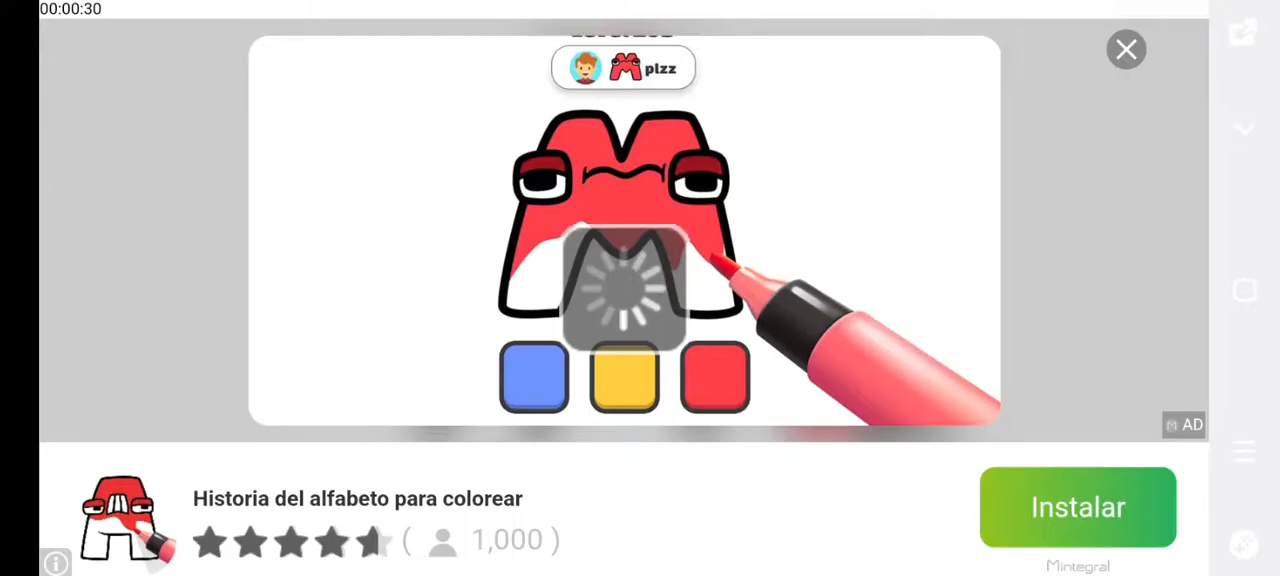 00:00:30
plzz
AD
Historia del alfabeto para colorear
( 1,000 )
Instalar
Mintegral